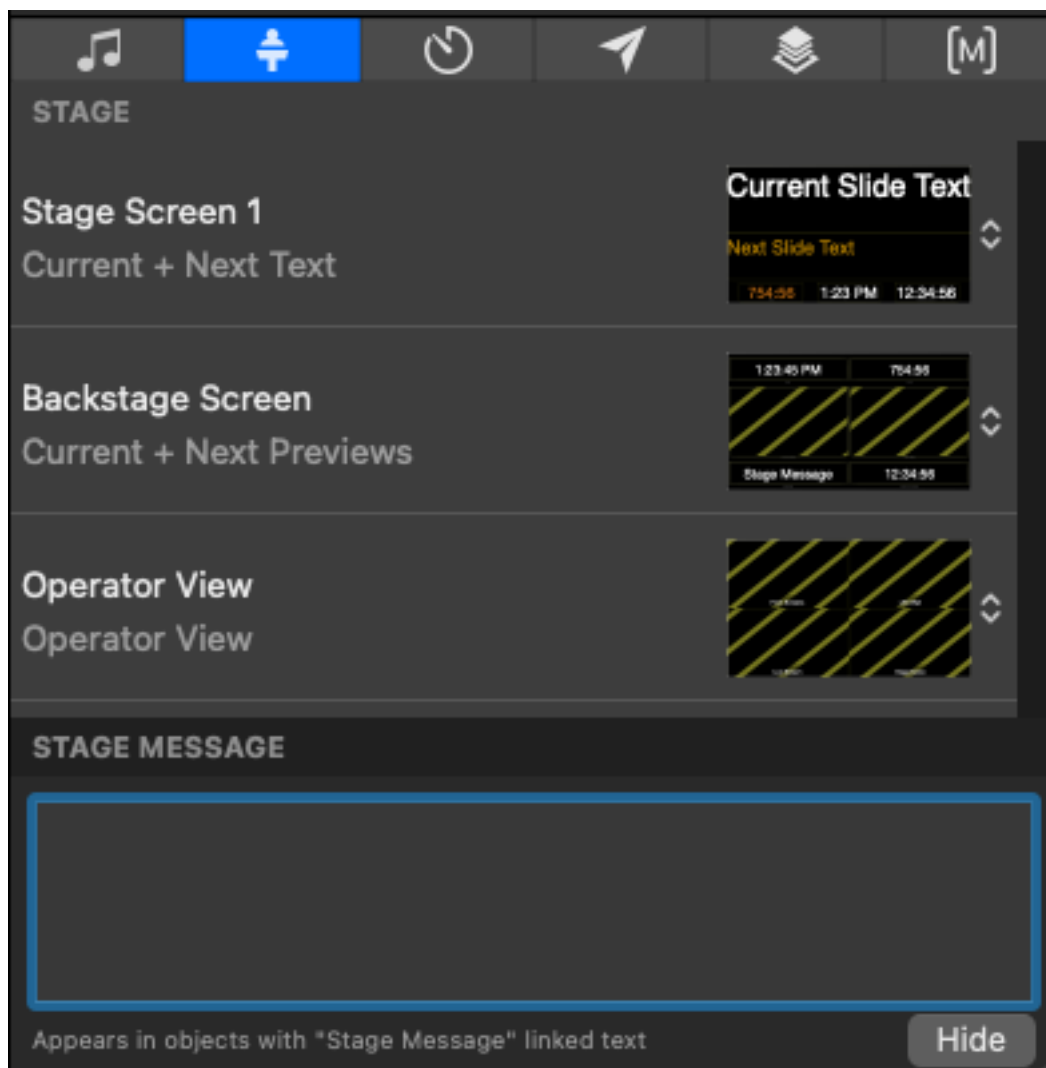 [M]
STAGE
Stage Screen 1
Current + Next Text
Current Slide Text
Next Slide Text
754:56 1:23 PM 12:34:56
Backstage Screen
Current + Next Previews
1:23:45 PM 754:56
Stage Message 12:34:56
Operator View
Operator View
STAGE MESSAGE
Appears in objects with "Stage Message" linked text
Hide